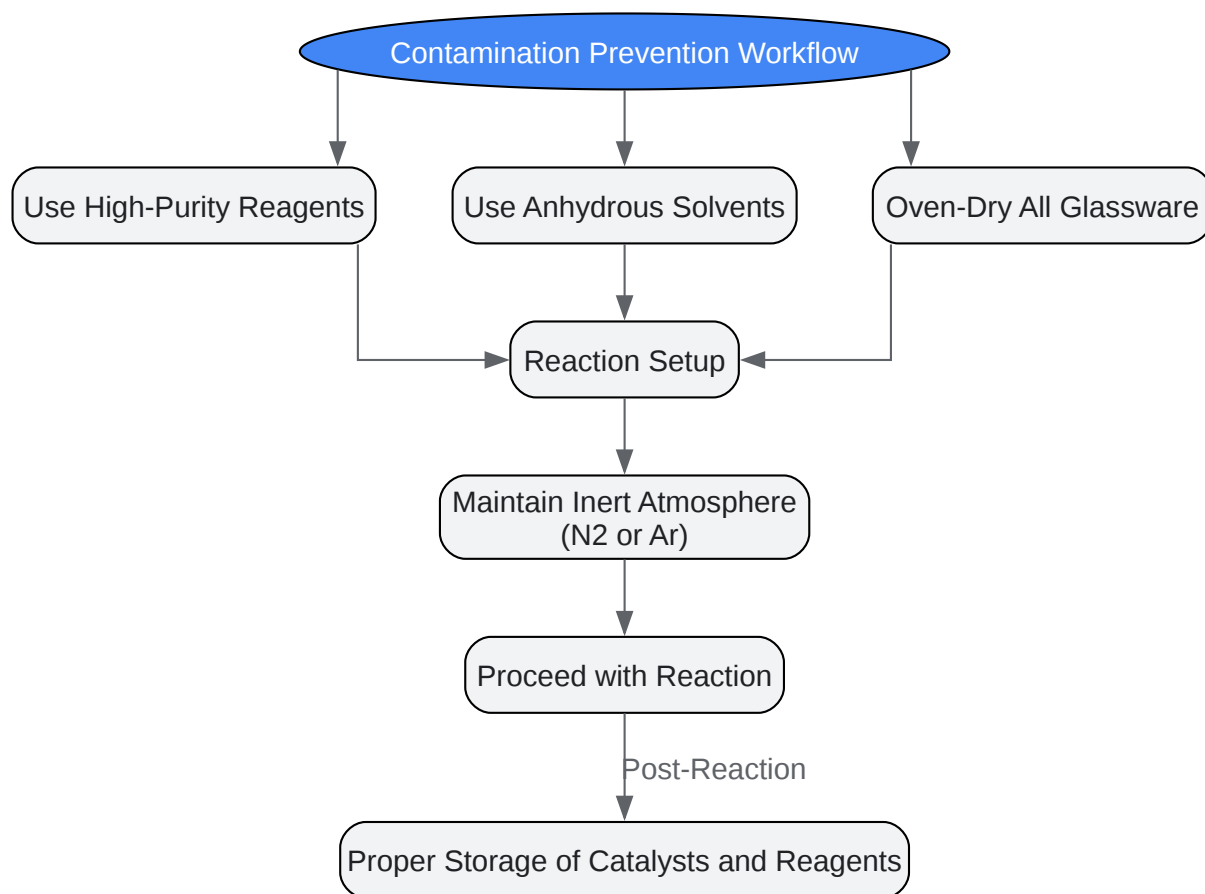 Contamination Prevention Workflow
Use High-Purity Reagents
Use Anhydrous Solvents
Oven-Dry All Glassware
Reaction Setup
Maintain Inert Atmosphere
(N2 or Ar)
Proceed with Reaction
Post-Reaction
Proper Storage of Catalysts and Reagents